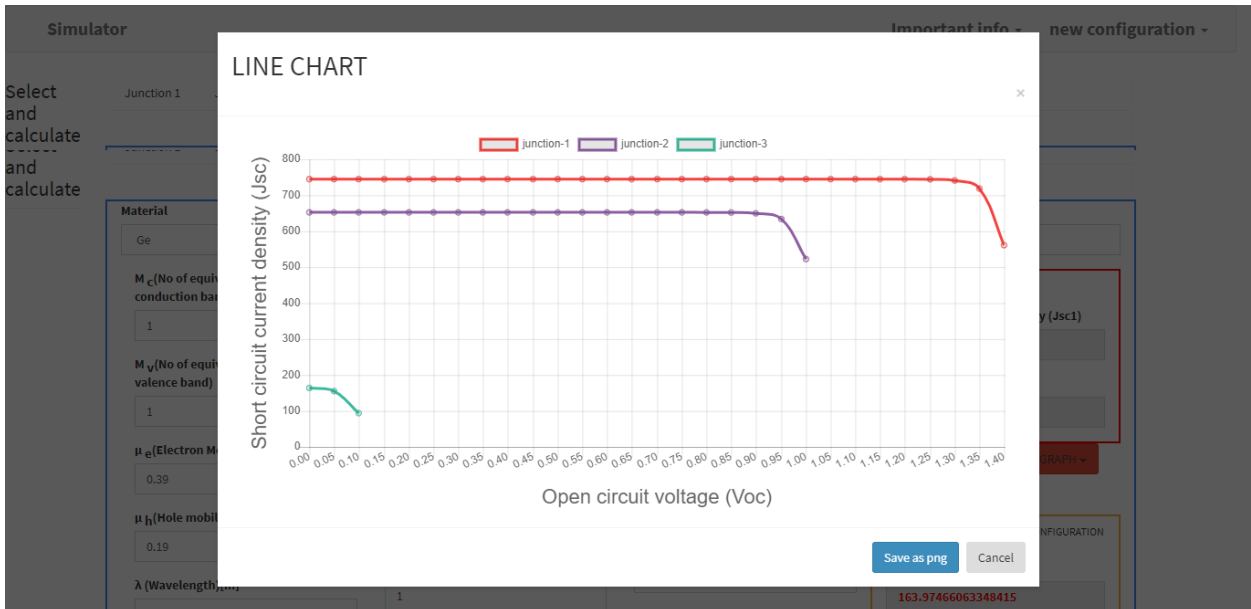 Simulator
Important info
new configuration
LINE CHART
×
Select
and
calculate
Junction 1
and
calculate
junction-1
junction-2
junction-3
Short circuit current density (Jsc)
800
700
600
500
400
300
200
100
0
0.00 0.05 0.10 0.15 0.20 0.25 0.30 0.35 0.40 0.45 0.50 0.55 0.60 0.65 0.70 0.75 0.80 0.85 0.90 0.95 1.00 1.05 1.10 1.15 1.20 1.25 1.30 1.35 1.40
Open circuit voltage (Voc)
Save as png
Cancel
Material
Ge
M c(No of equiv
conduction ba
1
M v(No of equiv
valence band)
1
μ e(Electron M
0.39
μ h(Hole mobil
0.19
λ (Wavelength)
1
y (Jsc1)
GRAPH
NFIGURATION
163.97466063348415